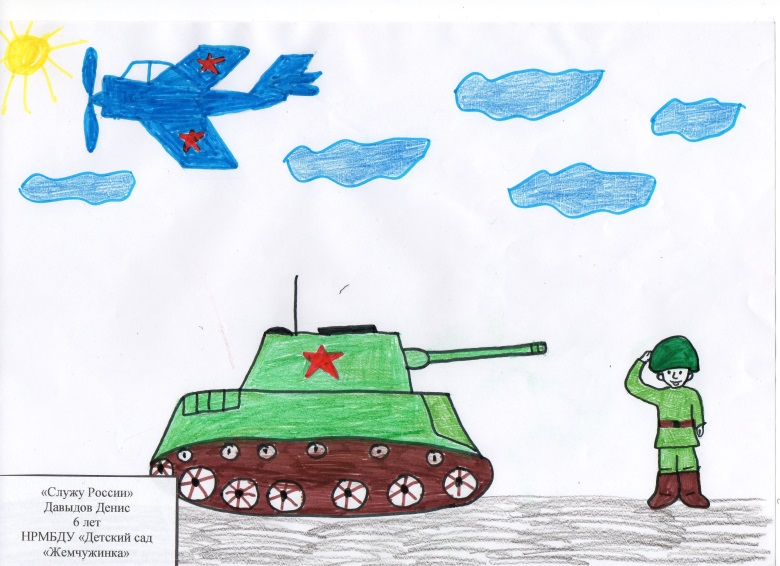 «Служу России»
Давыдов Денис
6 лет
НРМБДУ «Детский сад
«Жемчужинка»